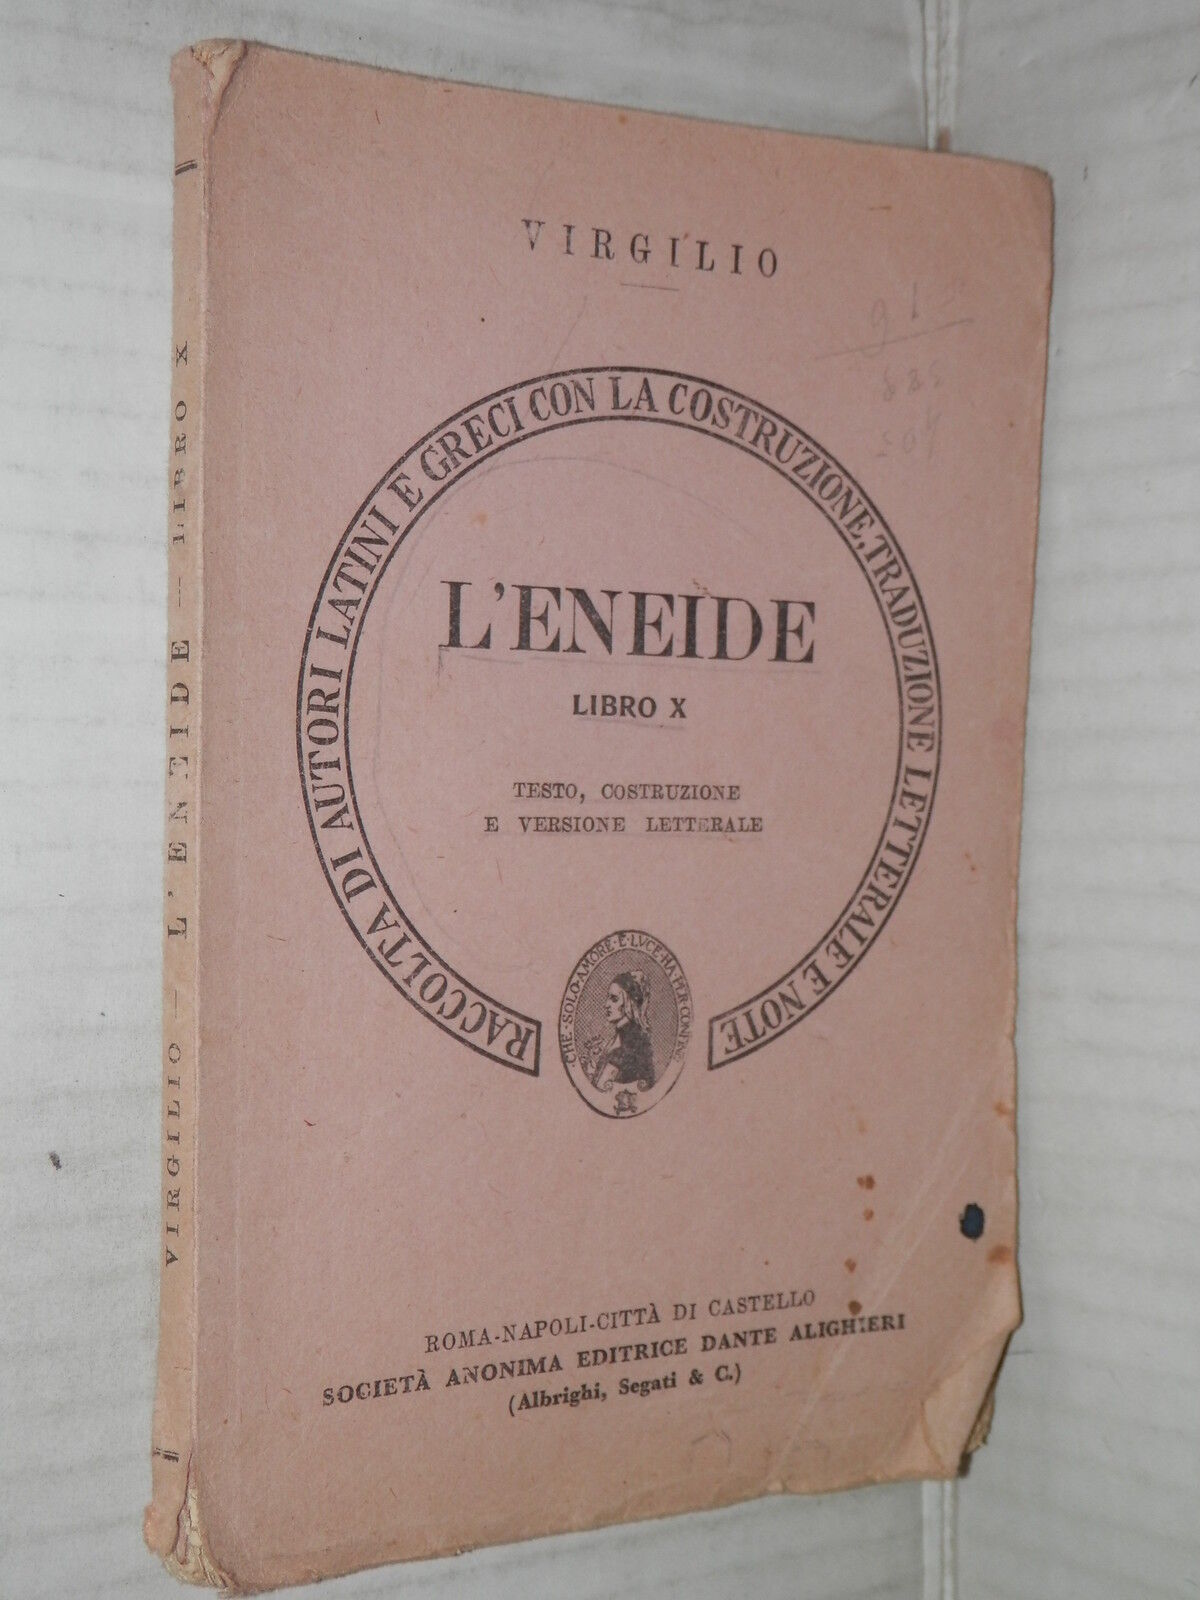 VIRGILIO
RACCOLTA DI AUTORI LATINI E GRECI CON LA COSTRUZIONE, TRADUZIONE LETTERALE E NOTE
L'ENEIDE
LIBRO X
TESTO, COSTRUZIONE
E VERSIONE LETTERALE
CHE·SOLO·AMORE·E·LVCE·HA·PER·CONFINE
ROMA-NAPOLI-CITTÀ DI CASTELLO
SOCIETÀ ANONIMA EDITRICE DANTE ALIGHIERI
(Albrighi, Segati & C.)
VIRGILIO — L'ENEIDE — LIBRO X